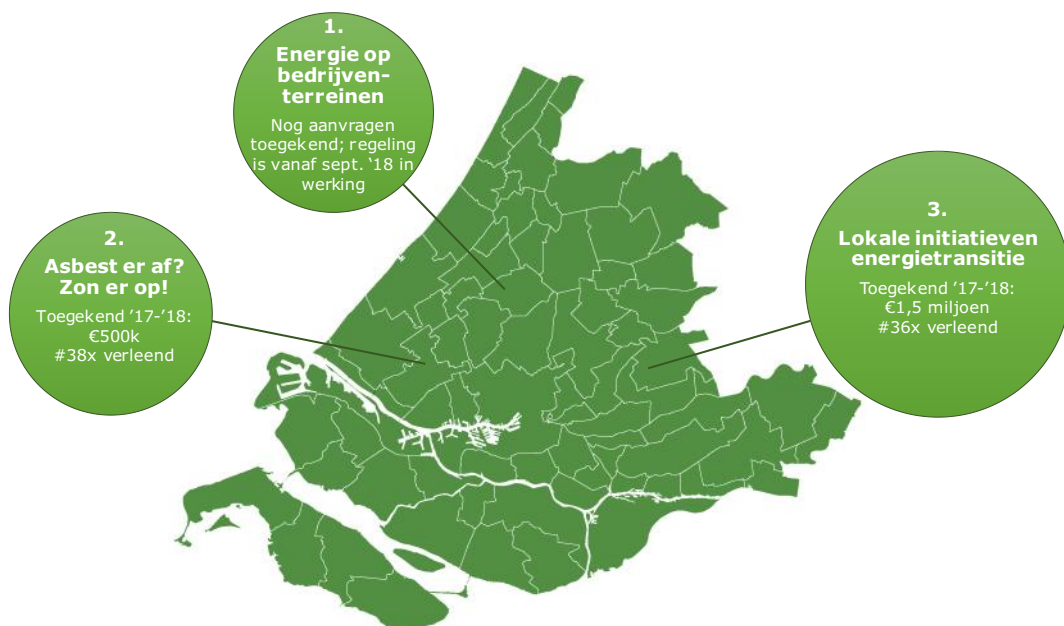 1.
Energie op
bedrijven-
terreinen
Nog aanvragen
toegekend; regeling
is vanaf sept. ‘18 in
werking
2.
Asbest er af?
Zon er op!
Toegekend ’17-’18:
€500k
#38x verleend
3.
Lokale initiatieven
energietransitie
Toegekend ’17-’18:
€1,5 miljoen
#36x verleend